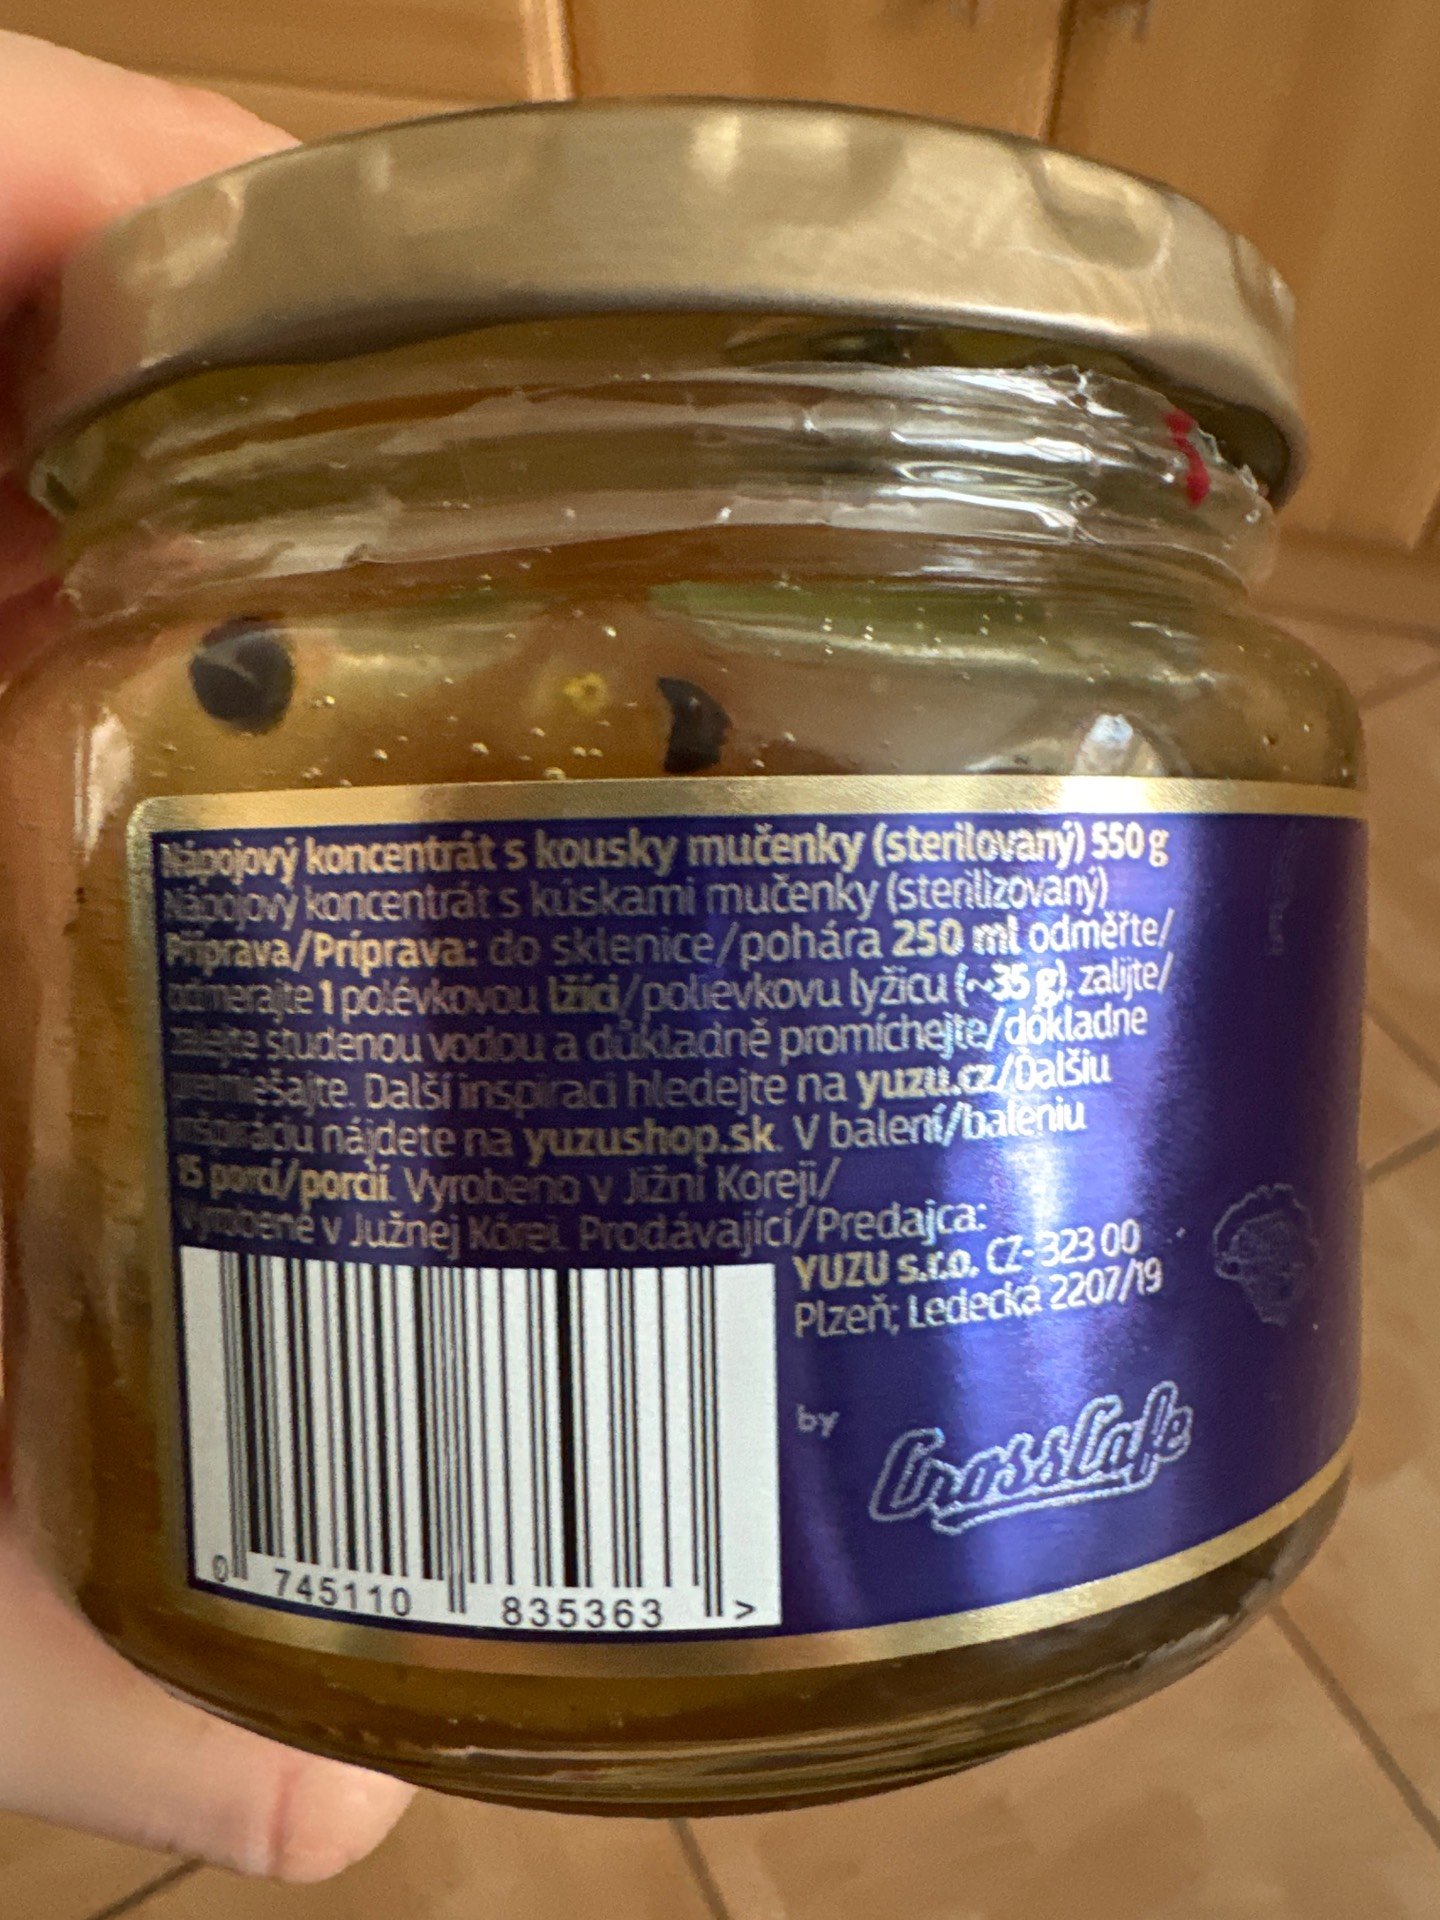 Nápojový koncentrát s kousky mučenky (sterilovaný) 550 g
Nápojový koncentrát s kúskami mučenky (sterilizovaný)
Příprava/Príprava: do sklenice/pohára 250 ml odměřte/
odmerajte 1 polévkovou lžíci/polievkovu lyžicu (~35 g), zalijte/
zalejte studenou vodou a důkladně promíchejte/dôkladne
premiešajte. Další inspiraci hledejte na yuzu.cz/Ďalšiu
inšpiráciu nájdete na yuzushop.sk. V balení/baleniu
15 porcí/porcií. Vyrobeno v Jižní Koreji/
Vyrobené v Južnej Kórei. Prodávající/Predajca:
YUZU s.r.o. CZ-323 00
Plzeň; Ledecká 2207/19
by CrossCafe
0 745110 835363 >